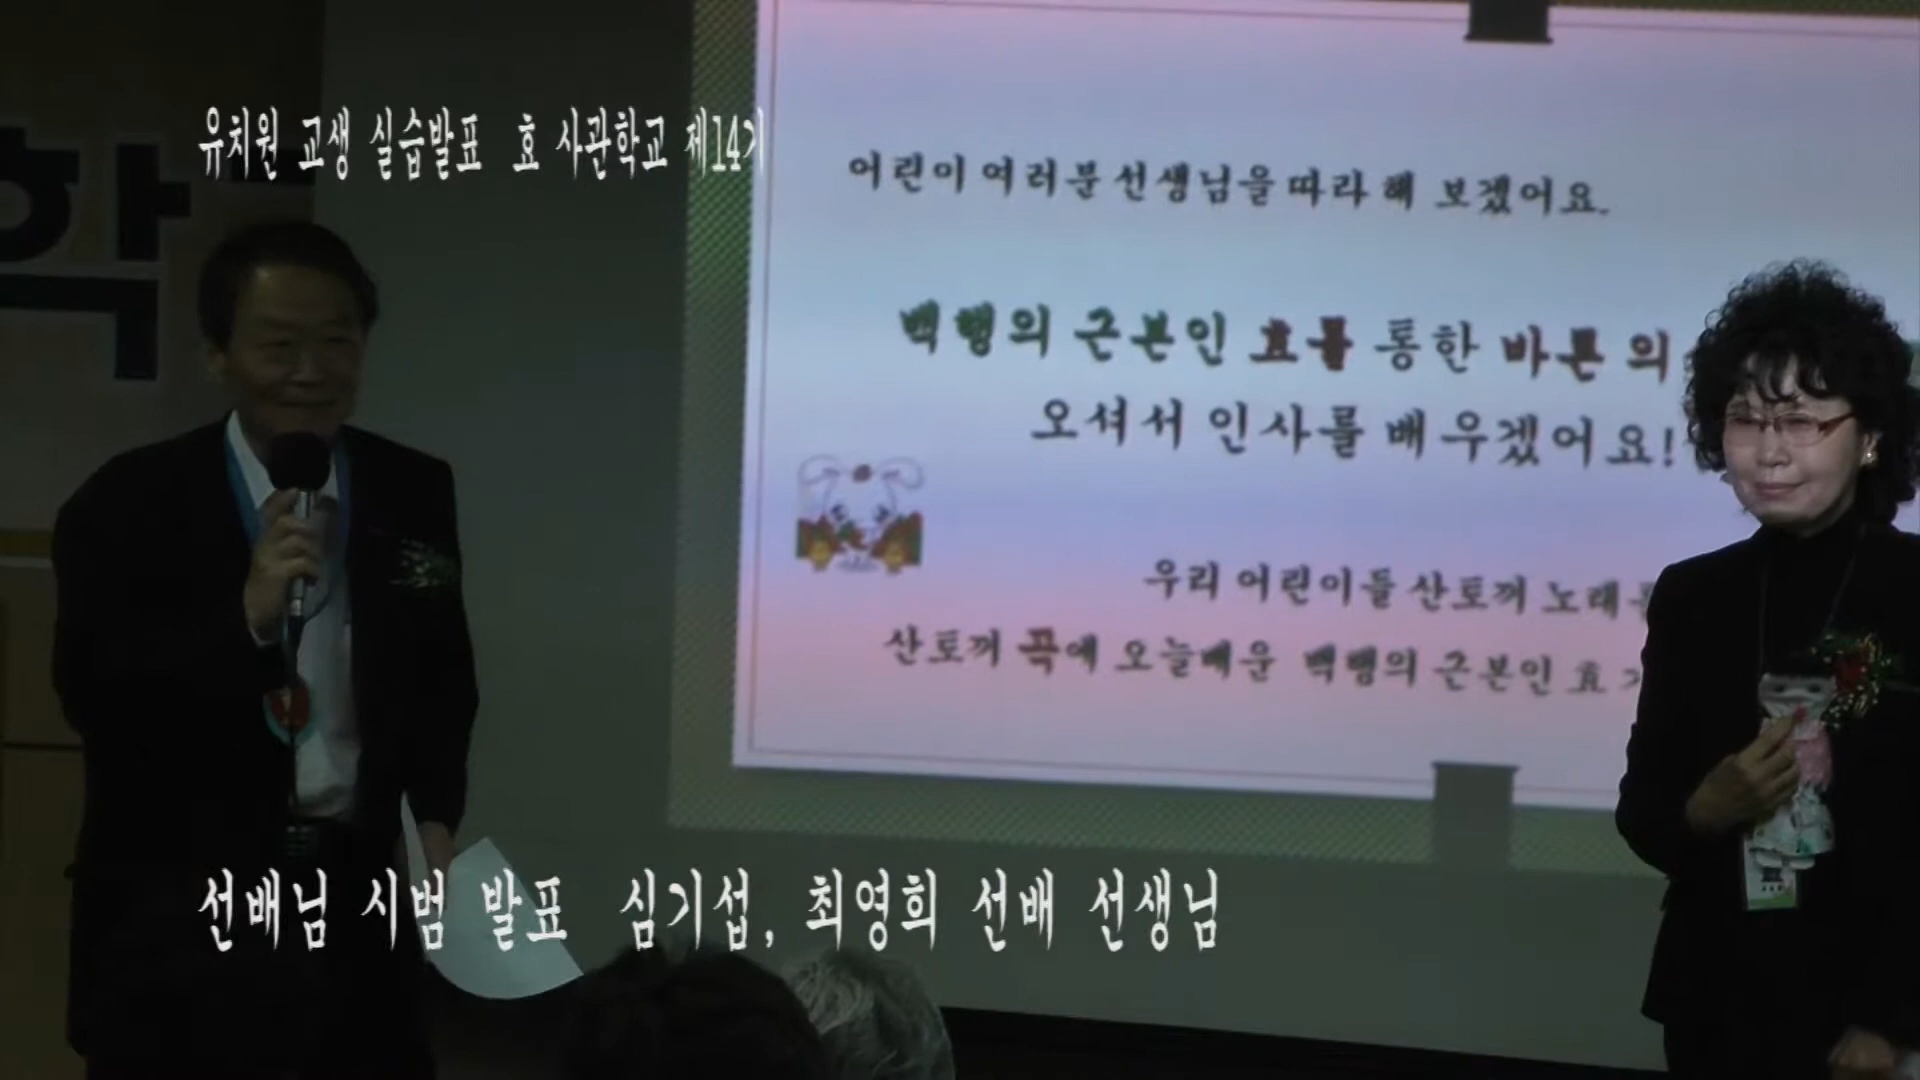 유치원 교생 실습발표 효 사관학교 제14기
어린이 여러분 선생님을 따라 해 보겠어요.
백행의 근본인 효를 통한 바른 의
오셔서 인사를 배우겠어요!
우리 어린이들 산토끼 노래
산토끼 곡에 오늘배운 백행의 근본인 효
선배님 시범 발표 심기섭, 최영희 선배 선생님